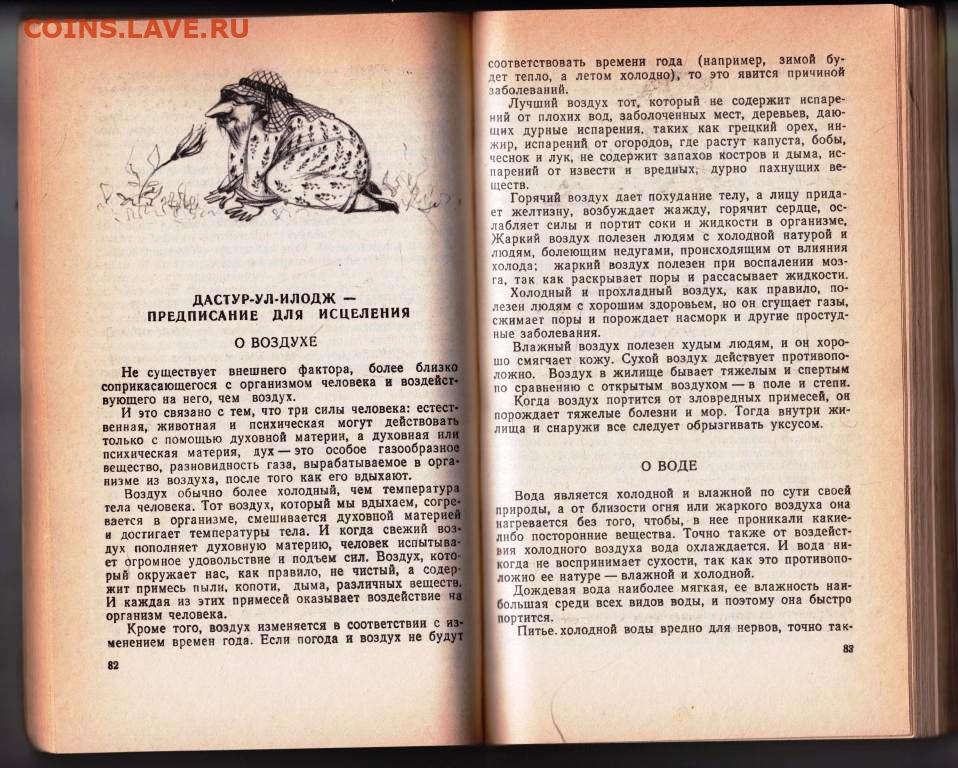 COINS.LAVE.RU
ДАСТУР-УЛ-ИЛОДЖ —
ПРЕДПИСАНИЕ ДЛЯ ИСЦЕЛЕНИЯ
О ВОЗДУХЕ
Не существует внешнего фактора, более близко
соприкасающегося с организмом человека и воздейст-
вующего на него, чем воздух.
И это связано с тем, что три силы человека: естест-
венная, животная и психическая могут действовать
только с помощью духовной материи, а духовная или
психическая материя, дух — это особое газообразное
вещество, разновидность газа, вырабатываемое в орга-
низме из воздуха, после того как его вдыхают.
Воздух обычно более холодный, чем температура
тела человека. Тот воздух, который мы вдыхаем, согре-
вается в организме, смешивается духовной материей
и достигает температуры тела. И когда свежий воз-
дух пополняет духовную материю, человек испытыва-
ет огромное удовольствие и подъем сил. Воздух, кото-
рый окружает нас, как правило, не чистый, а содер-
жит примесь пыли, копоти, дыма, различных веществ.
И каждая из этих примесей оказывает воздействие на
организм человека.
Кроме того, воздух изменяется в соответствии с из-
менением времен года. Если погода и воздух не будут
82
соответствовать времени года (например, зимой бу-
дет тепло, а летом холодно), то это явится причиной
заболеваний.
Лучший воздух тот, который не содержит испаре-
ний от плохих вод, заболоченных мест, деревьев, даю-
щих дурные испарения, таких как грецкий орех, ин-
жир, испарений от огородов, где растут капуста, бобы,
чеснок и лук, не содержит запахов костров и дыма, ис-
парений от извести и вредных, дурно пахнущих ве-
ществ.
Горячий воздух дает похудание телу, а лицу прида-
ет желтизну, возбуждает жажду, горячит сердце, ос-
лабляет силы и портит соки и жидкости в организме.
Жаркий воздух полезен людям с холодной натурой и
людям, болеющим недугами, происходящим от влияния
холода; жаркий воздух полезен при воспалении моз-
га, так как раскрывает поры и рассасывает жидкости.
Холодный и прохладный воздух, как правило, по-
лезен людям с хорошим здоровьем, но он сгущает газы,
сжимает поры и порождает насморк и другие простуд-
ные заболевания.
Влажный воздух полезен худым людям, и он хоро-
шо смягчает кожу. Сухой воздух действует противопо-
ложно. Воздух в жилище бывает тяжелым и спертым
по сравнению с открытым воздухом — в поле и степи.
Когда воздух портится от зловредных примесей, он
порождает тяжелые болезни и мор. Тогда внутри жи-
лища и снаружи все следует обрызгивать уксусом.
О ВОДЕ
Вода является холодной и влажной по сути своей
природы, а от близости огня или жаркого воздуха она
нагревается без того, чтобы, в нее проникали какие-
либо посторонние вещества. Точно также от воздейст-
вия холодного воздуха вода охлаждается. И вода ни-
когда не воспринимает сухости, так как это противопо-
ложно ее натуре — влажной и холодной.
Дождевая вода наиболее мягкая, ее влажность наи-
большая среди всех видов воды, и поэтому она быстро
портится.
Питье холодной воды вредно для нервов, точно так-
83